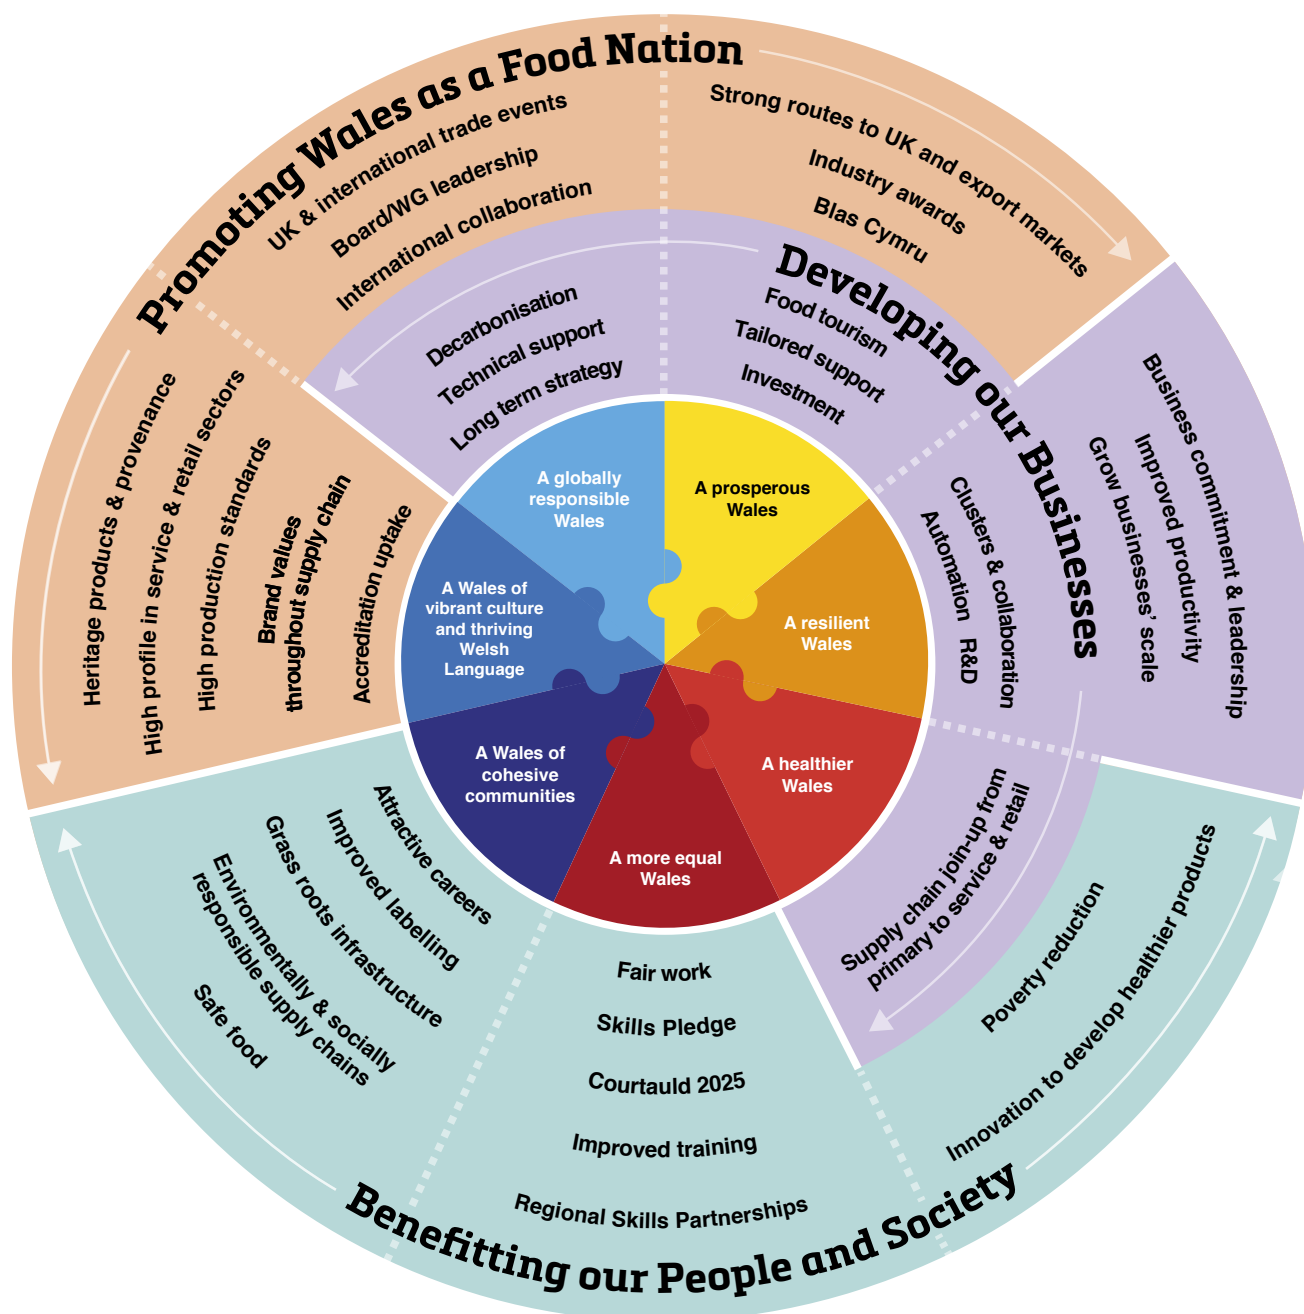 Promoting Wales as a Food Nation
UK & international trade events
Board/WG leadership
International collaboration
Strong routes to UK and export markets
Industry awards
Blas Cymru
Heritage products & provenance
High profile in service & retail sectors
High production standards
Brand values
throughout supply chain
Accreditation uptake
Developing our Businesses
Decarbonisation
Technical support
Long term strategy
Food tourism
Tailored support
Investment
Business commitment & leadership
Improved productivity
Grow businesses' scale
Clusters & collaboration
Automation R&D
Supply chain join-up from
primary to service & retail
A globally
responsible
Wales
A prosperous
Wales
A resilient
Wales
A healthier
Wales
A more equal
Wales
A Wales of
cohesive
communities
A Wales of
vibrant culture
and thriving
Welsh
Language
Attractive careers
Improved labelling
Grass roots infrastructure
Environmentally & socially
responsible supply chains
Safe food
Fair work
Skills Pledge
Courtauld 2025
Improved training
Regional Skills Partnerships
Poverty reduction
Innovation to develop healthier products
Benefitting our People and Society